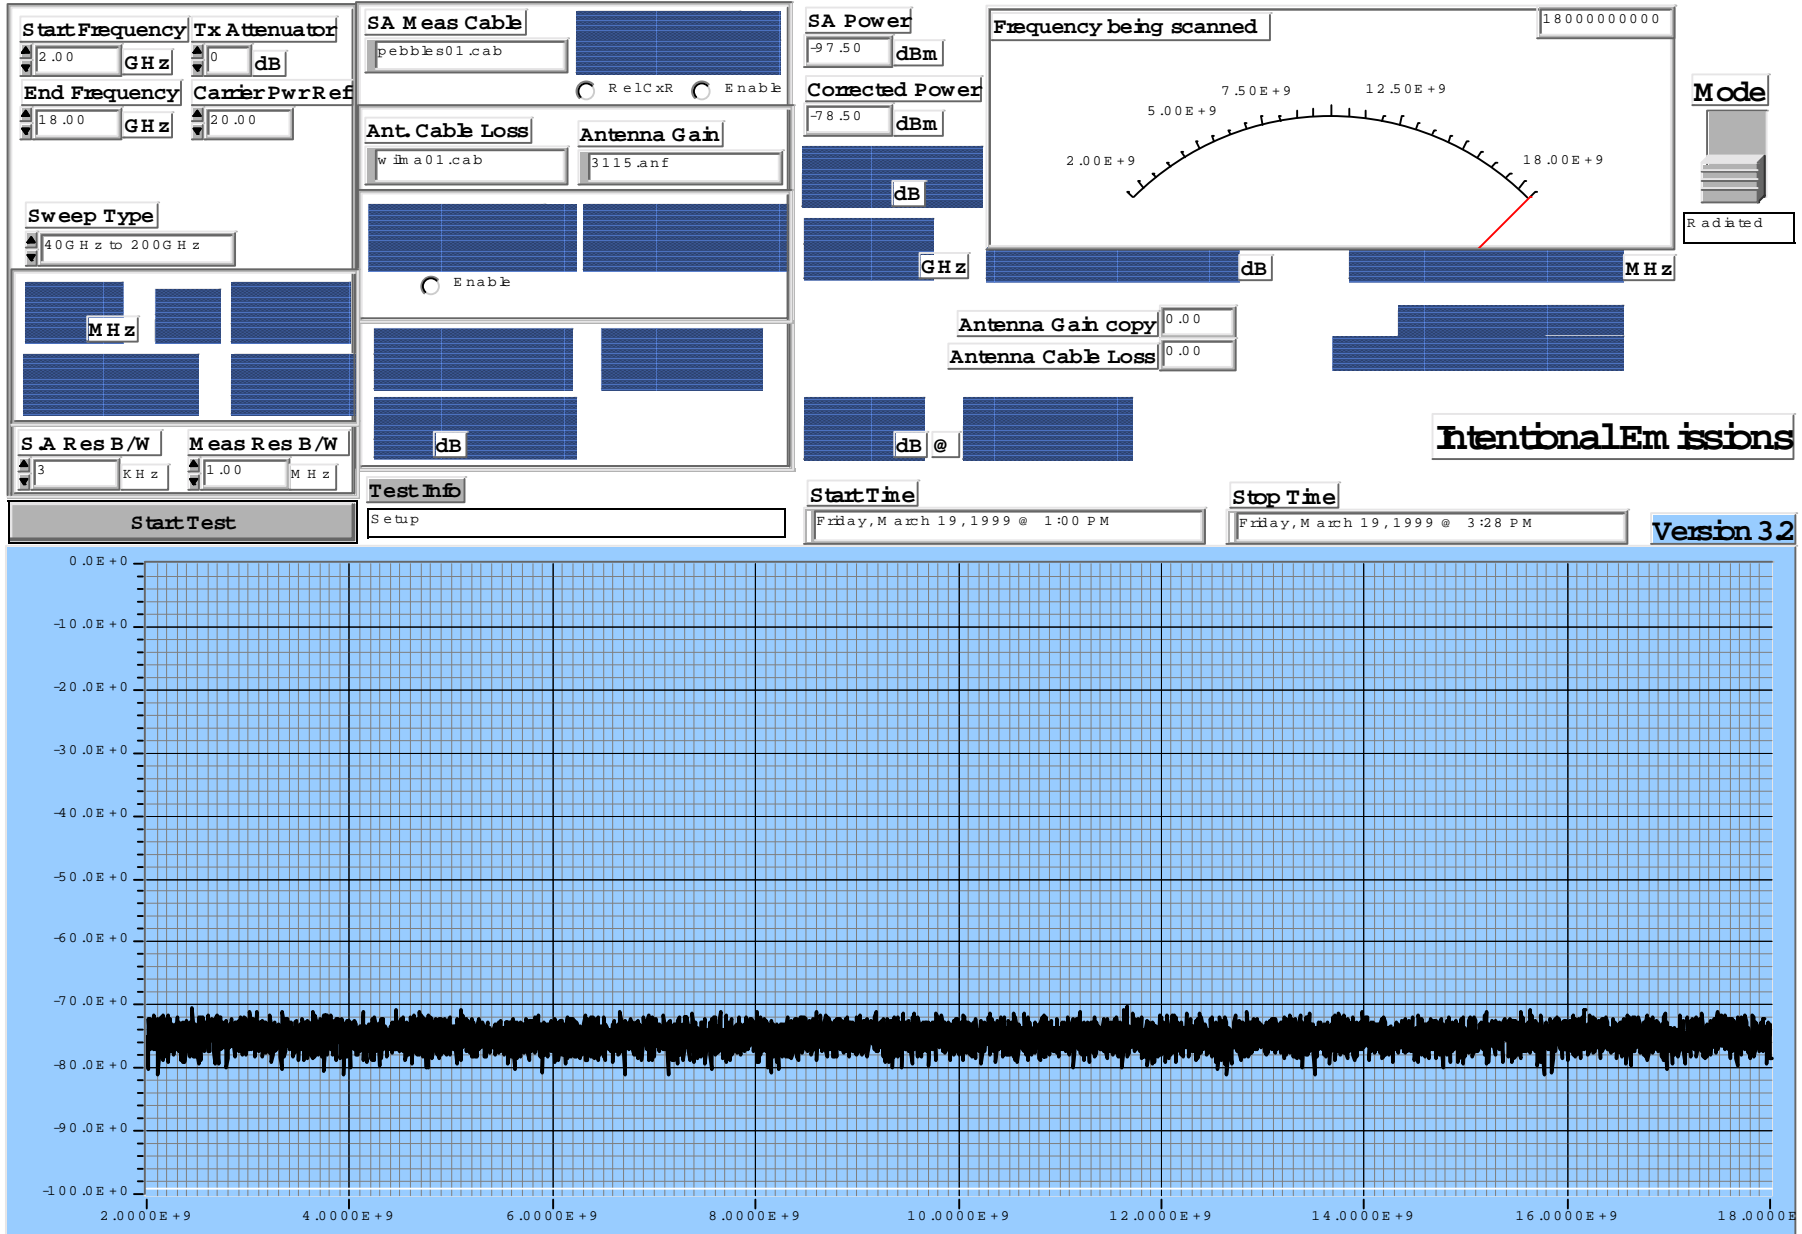 Start Frequency
2.00 GHz
Tx Attenuator
0 dB
End Frequency
18.00 GHz
Carrier Pwr Ref
20.00
Sweep Type
40GHz to 200GHz
MHz
S.A Res B/W
3 KHz
Meas Res B/W
1.00 MHz
Start Test
SA Meas Cable
pebbles01.cab
RelCxR
Enable
Ant. Cable Loss
wilma01.cab
Antenna Gain
3115.anf
Enable
dB
Test Info
Setup
SA Power
-97.50 dBm
Corrected Power
-78.50 dBm
dB
GHz
Frequency being scanned
18000000000
2.00E+9
5.00E+9
7.50E+9
12.50E+9
18.00E+9
Mode
Radiated
dB
MHz
Antenna Gain copy 0.00
Antenna Cable Loss 0.00
dB @
Intentional Emissions
Start Time
Friday, March 19, 1999 @ 1:00 PM
Stop Time
Friday, March 19, 1999 @ 3:28 PM
Version 3.2
0.0E+0
-10.0E+0
-20.0E+0
-30.0E+0
-40.0E+0
-50.0E+0
-60.0E+0
-70.0E+0
-80.0E+0
-90.0E+0
-100.0E+0
2.0000E+9 4.0000E+9 6.0000E+9 8.0000E+9 10.0000E+9 12.0000E+9 14.0000E+9 16.0000E+9 18.0000E